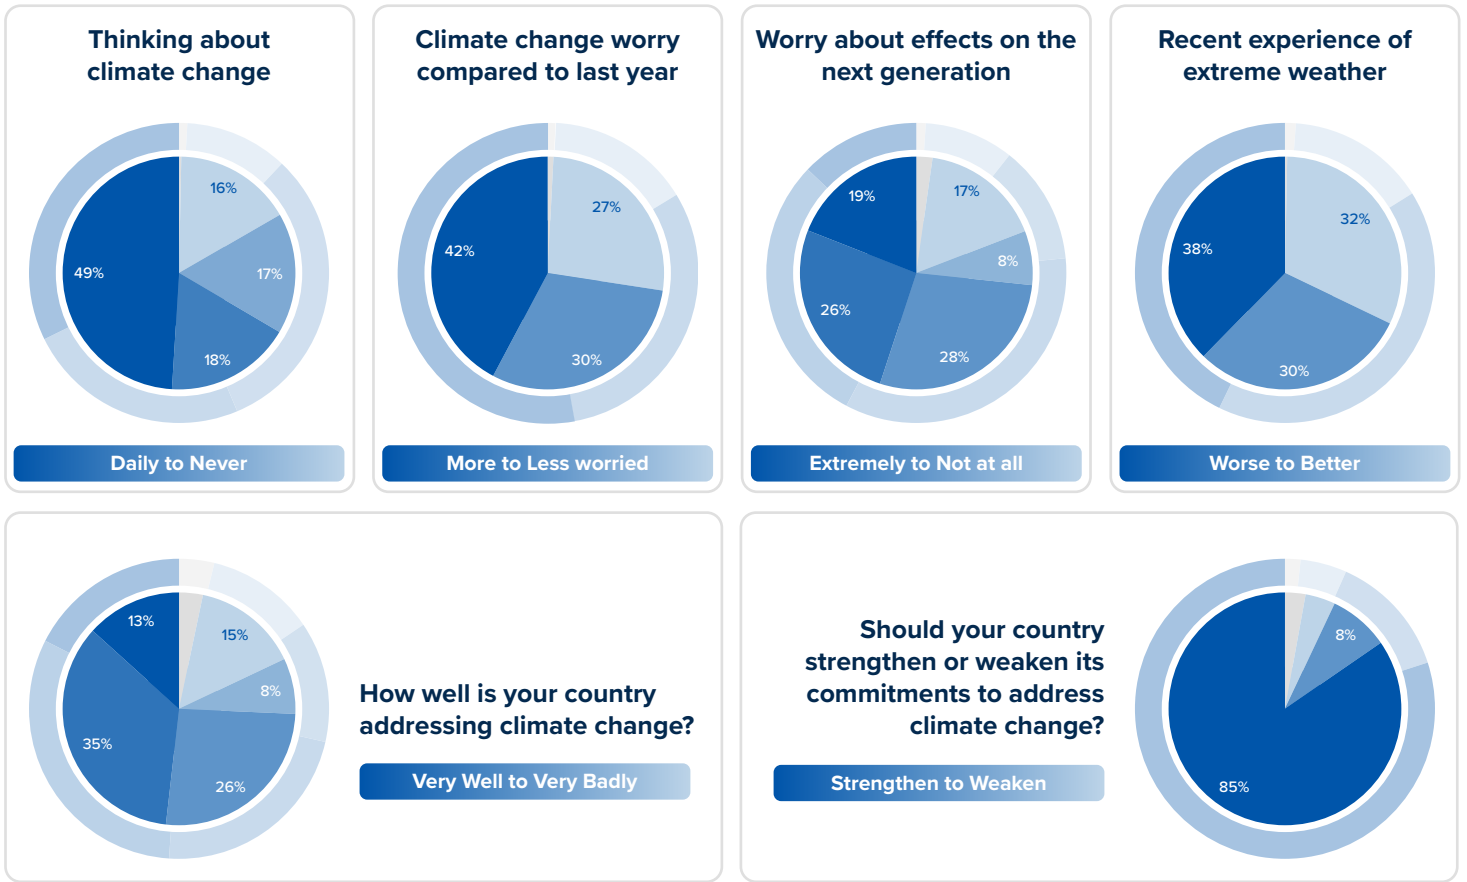 Thinking about
climate change
16%
17%
18%
49%
Daily to Never
Climate change worry
compared to last year
27%
30%
42%
More to Less worried
Worry about effects on the
next generation
17%
8%
28%
26%
19%
Extremely to Not at all
Recent experience of
extreme weather
32%
30%
38%
Worse to Better
13%
15%
8%
35%
26%
How well is your country
addressing climate change?
Very Well to Very Badly
Should your country
strengthen or weaken its
commitments to address
climate change?
Strengthen to Weaken
8%
85%